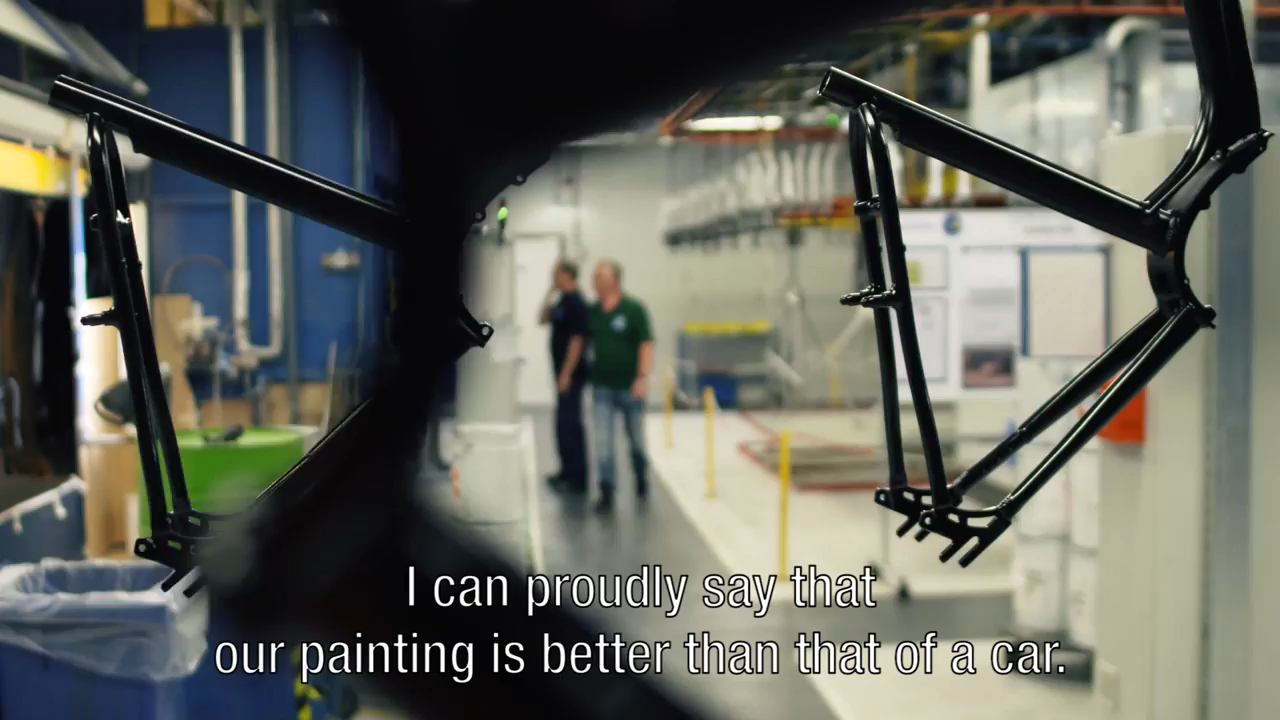 I can proudly say that
our painting is better than that of a car.